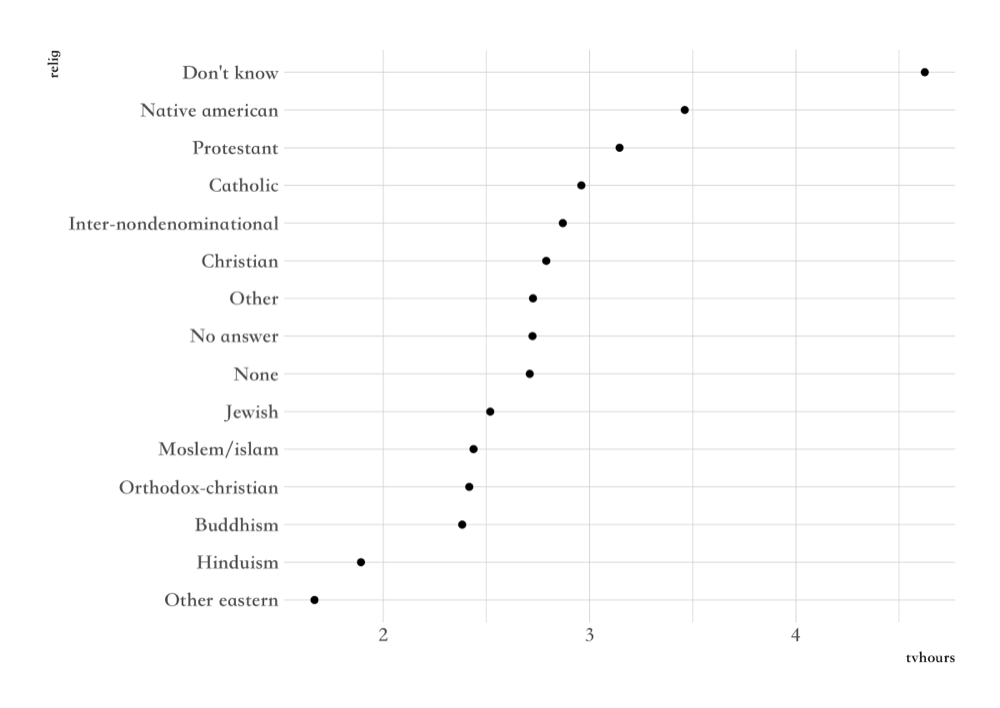 relig
Don't know
Native american
Protestant
Catholic
Inter-nondenominational
Christian
Other
No answer
None
Jewish
Moslem/islam
Orthodox-christian
Buddhism
Hinduism
Other eastern
2 3 4
tvhours